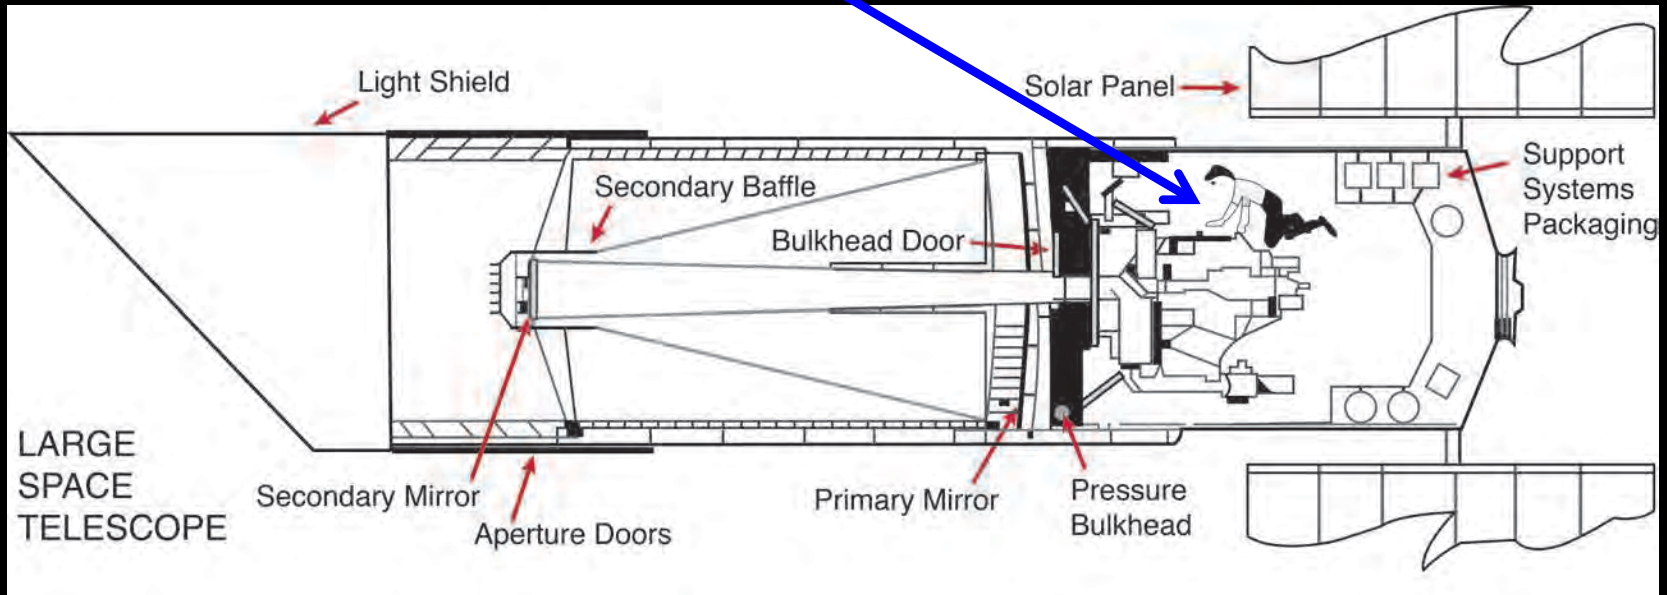 Light Shield
Solar Panel
Support
Systems
Packaging
Secondary Baffle
Bulkhead Door
LARGE
SPACE
TELESCOPE
Secondary Mirror
Aperture Doors
Primary Mirror
Pressure
Bulkhead